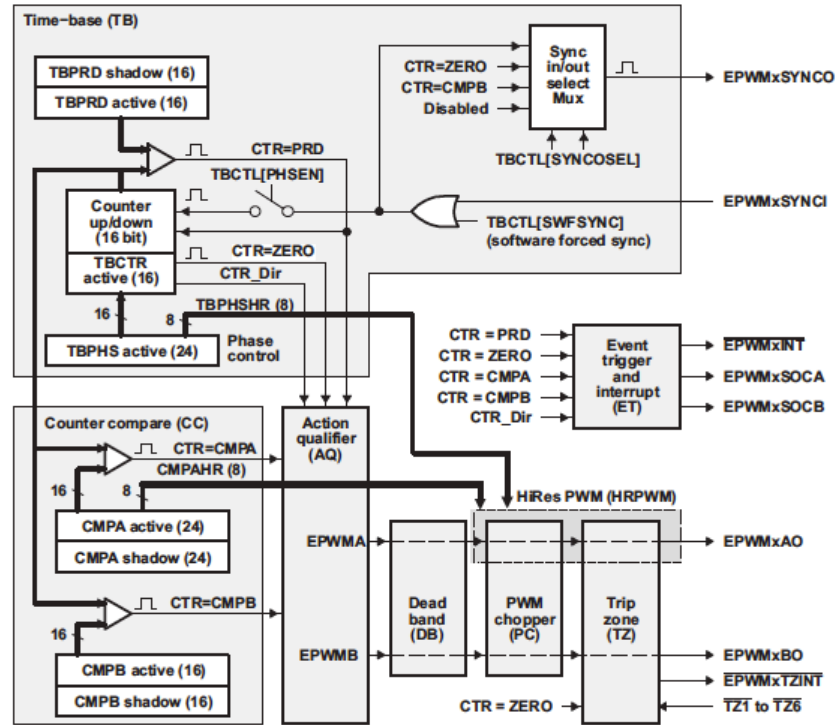 Time-base (TB)
TBPRD shadow (16)
TBPRD active (16)
CTR=PRD
TBCTL[PHSEN]
Counter
up/down
(16 bit)
TBCTR
active (16)
CTR=ZERO
CTR_Dir
16
8
TBPHSHR (8)
TBPHS active (24)
Phase
control
CTR=ZERO
CTR=CMPB
Disabled
Sync
in/out
select
Mux
TBCTL[SYNCOSEL]
EPWMxSYNCO
EPWMxSYNCI
TBCTL[SWFSYNC]
(software forced sync)
CTR = PRD
CTR = ZERO
CTR = CMPA
CTR = CMPB
CTR_Dir
Event
trigger
and
interrupt
(ET)
EPWMxINT
EPWMxSOCA
EPWMxSOCB
Counter compare (CC)
CTR=CMPA
CMPAHR (8)
16
8
CMPA active (24)
CMPA shadow (24)
CTR=CMPB
16
CMPB active (16)
CMPB shadow (16)
Action
qualifier
(AQ)
EPWMA
EPWMB
Dead
band
(DB)
HiRes PWM (HRPWM)
PWM
chopper
(PC)
Trip
zone
(TZ)
CTR = ZERO
EPWMxAO
EPWMxBO
EPWMxTZINT
TZ1 to TZ6